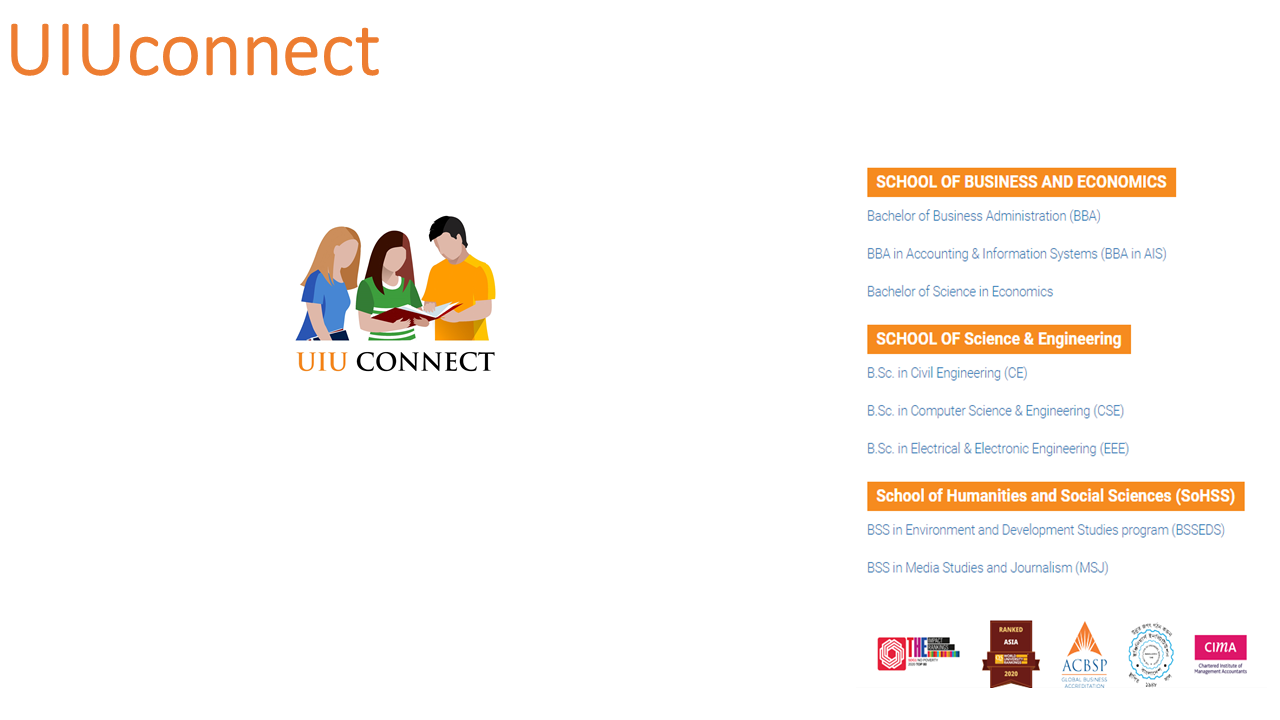 UIUconnect
UIU CONNECT
SCHOOL OF BUSINESS AND ECONOMICS
Bachelor of Business Administration (BBA)
BBA in Accounting & Information Systems (BBA in AIS)
Bachelor of Science in Economics
SCHOOL OF Science & Engineering
B.Sc. in Civil Engineering (CE)
B.Sc. in Computer Science & Engineering (CSE)
B.Sc. in Electrical & Electronic Engineering (EEE)
School of Humanities and Social Sciences (SoHSS)
BSS in Environment and Development Studies program (BSSEDS)
BSS in Media Studies and Journalism (MSJ)
THE IMPACT
RANKINGS
RANKED
ASIA
WORLD
UNIVERSITY
RANKINGS
2020
ACBSP
GLOBAL BUSINESS
ACCREDITATION
CIMA
Chartered Institute of
Management Accountants